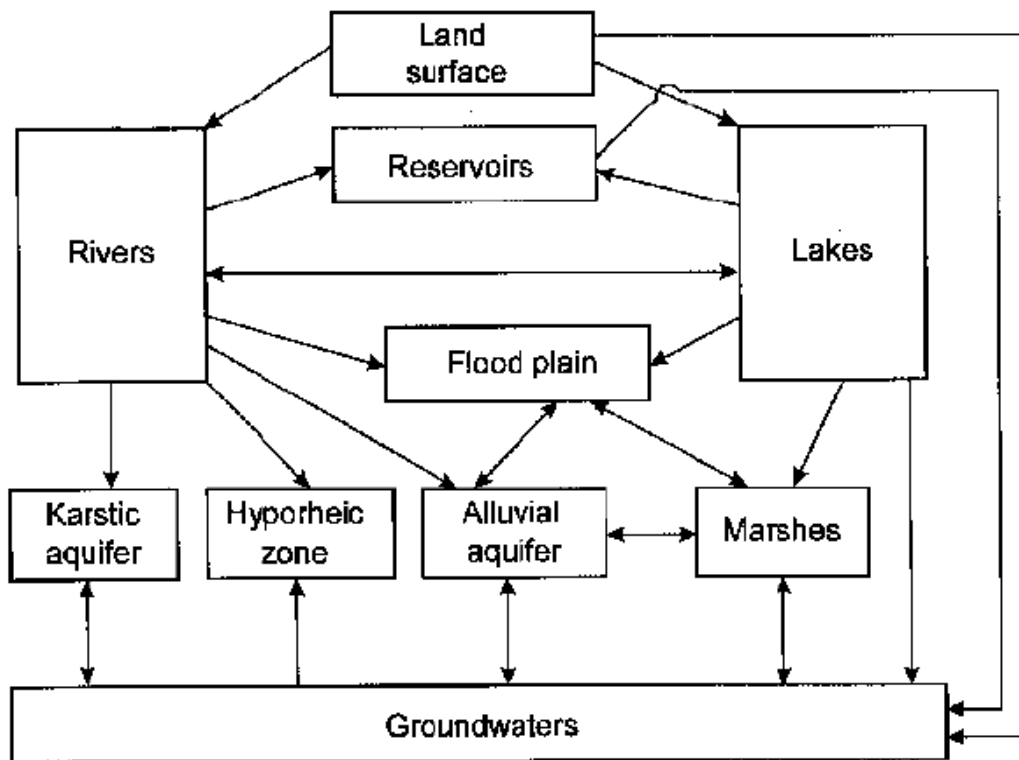 Land
surface
Reservoirs
Rivers
Lakes
Flood plain
Karstic
aquifer
Hyporheic
zone
Alluvial
aquifer
Marshes
Groundwaters